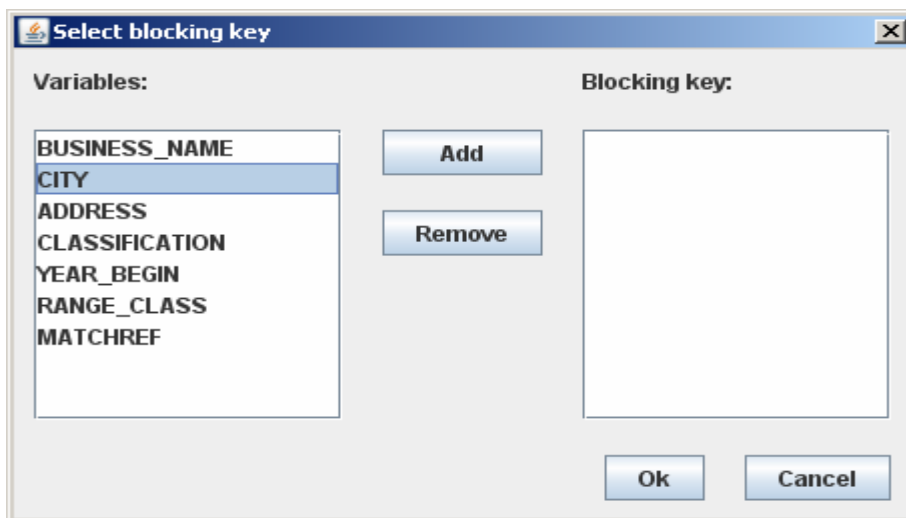 Select blocking key
Variables:
Blocking key:
BUSINESS_NAME
CITY
ADDRESS
CLASSIFICATION
YEAR_BEGIN
RANGE_CLASS
MATCHREF
Add
Remove
Ok
Cancel